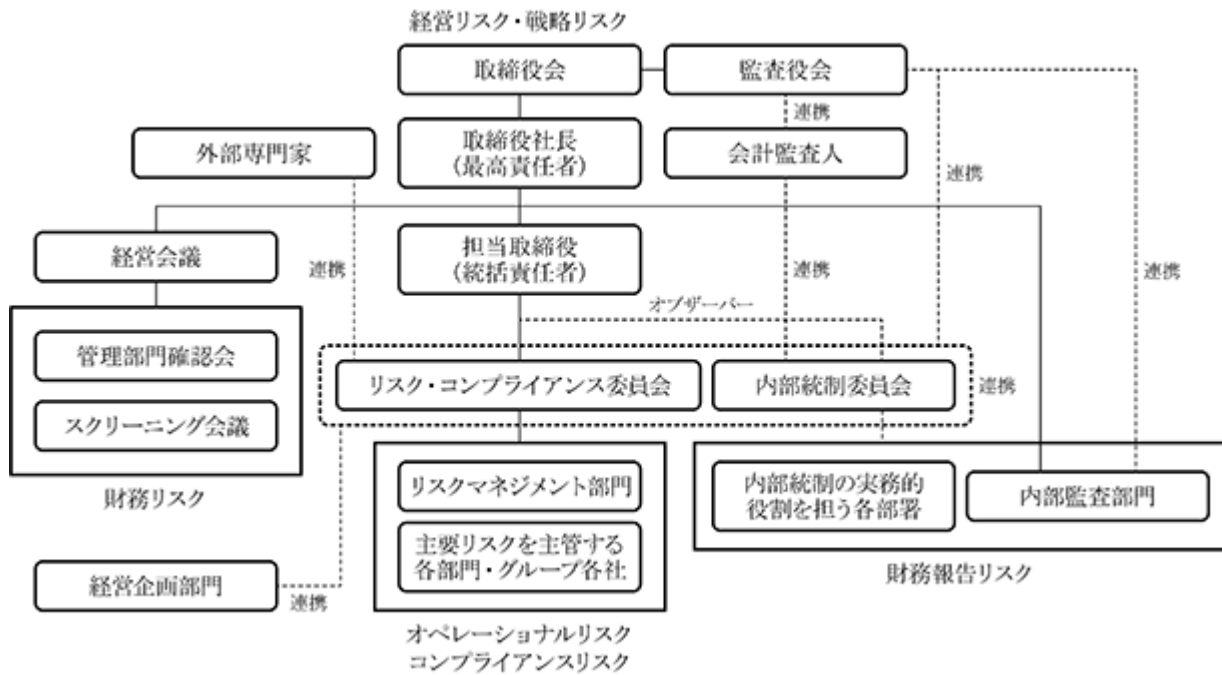 経営リスク・戦略リスク
取締役会
監査役会
連携
外部専門家
取締役社長
(最高責任者)
会計監査人
連携
経営会議
担当取締役
(統括責任者)
連携
連携
連携
オブザーバー
管理部門確認会
リスク・コンプライアンス委員会
内部統制委員会
連携
スクリーニング会議
財務リスク
リスクマネジメント部門
内部統制の実務的
役割を担う各部署
内部監査部門
主要リスクを主管する
各部門・グループ各社
財務報告リスク
経営企画部門
連携
オペレーショナルリスク
コンプライアンスリスク